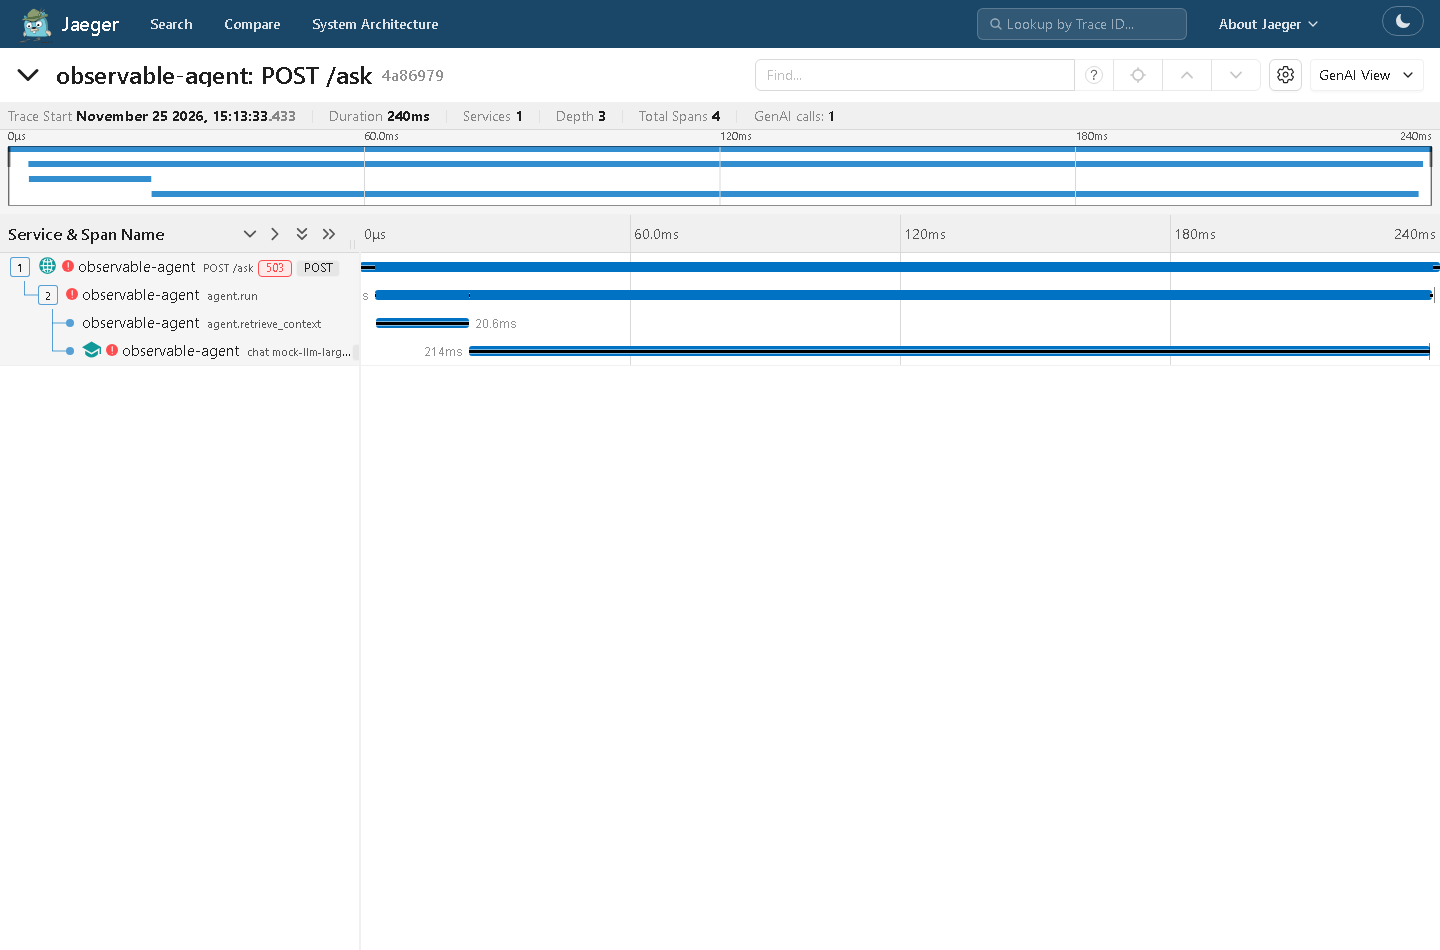 Jaeger Search Compare System Architecture Lookup by Trace ID... About Jaeger
observable-agent: POST /ask 4a86979 Find... ? GenAI View
Trace Start November 25 2026, 15:13:33.433 Duration 240ms Services 1 Depth 3 Total Spans 4 GenAI calls: 1
0μs 60.0ms 120ms 180ms 240ms
Service & Span Name 0μs 60.0ms 120ms 180ms 240ms
1 observable-agent POST /ask 503 POST
2 observable-agent agent.run s
observable-agent agent.retrieve_context 20.6ms
observable-agent chat mock-llm-larg... 214ms